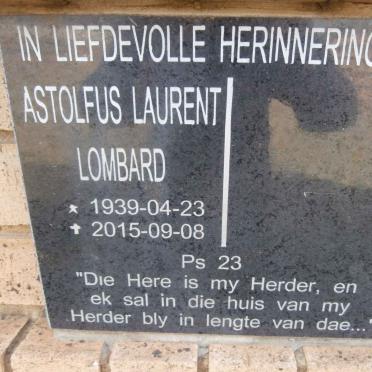 IN LIEFDEVOLLE HERINNERING
ASTOLFUS LAURENT
LOMBARD
* 1939-04-23
✝ 2015-09-08
Ps 23
"Die Here is my Herder, en
ek sal in die huis van my
Herder bly in lengte van dae..."